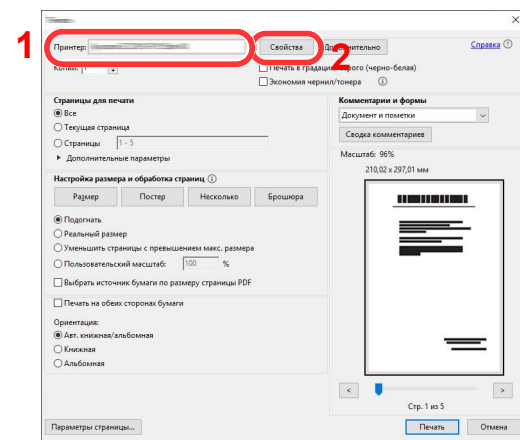 1
2
Принтер:
Свойства
Дополнительно
Справка
Копии: 1
Печать в градациях серого (черно-белая)
Экономия чернил/тонера
Страницы для печати
Все
Текущая страница
Страницы 1 - 5
Дополнительные параметры
Настройка размера и обработка страниц
Размер Постер Несколько Брошюра
Подогнать
Реальный размер
Уменьшить страницы с превышением макс. размера
Пользовательский масштаб: 100 %
Выбрать источник бумаги по размеру страницы PDF
Печать на обеих сторонах бумаги
Ориентация:
Авт. книжная/альбомная
Книжная
Альбомная
Комментарии и формы
Документ и пометки
Сводка комментариев
Масштаб: 96%
210,02 x 297,01 мм
< >
Стр. 1 из 5
Параметры страницы...
Печать Отмена